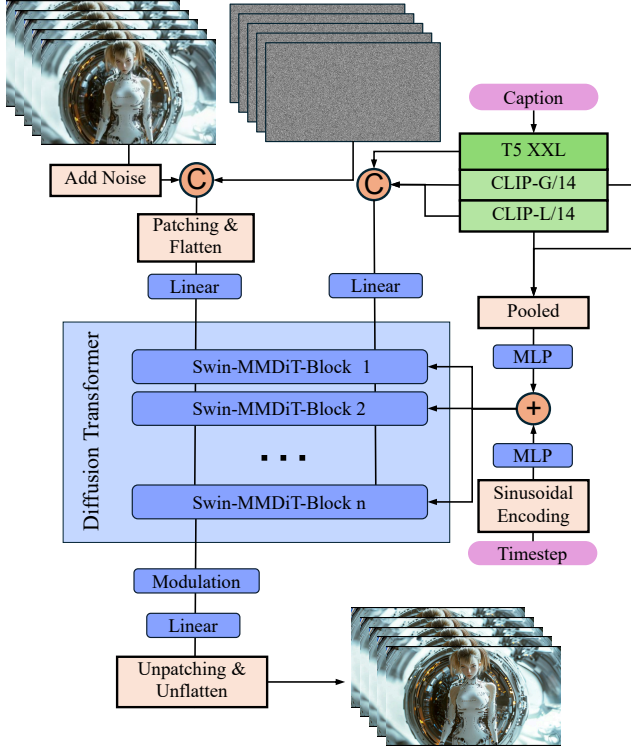 Caption
T5 XXL
Add Noise
C
C
CLIP-G/14
CLIP-L/14
Patching &
Flatten
Linear
Linear
Pooled
MLP
Diffusion Transformer
Swin-MMDiT-Block 1
Swin-MMDiT-Block 2
+
...
MLP
Swin-MMDiT-Block n
Sinusoidal
Encoding
Timestep
Modulation
Linear
Unpatching &
Unflatten